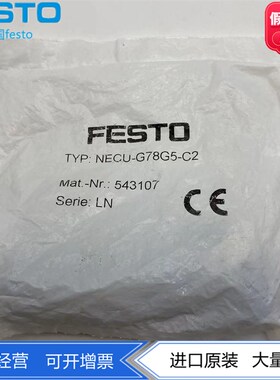 STO
festo
FESTO
TYP: NECU-G78G5-C2
Mat.-Nr.: 543107
Serie: LN
CE
经营 可开增票 进口原装 大量